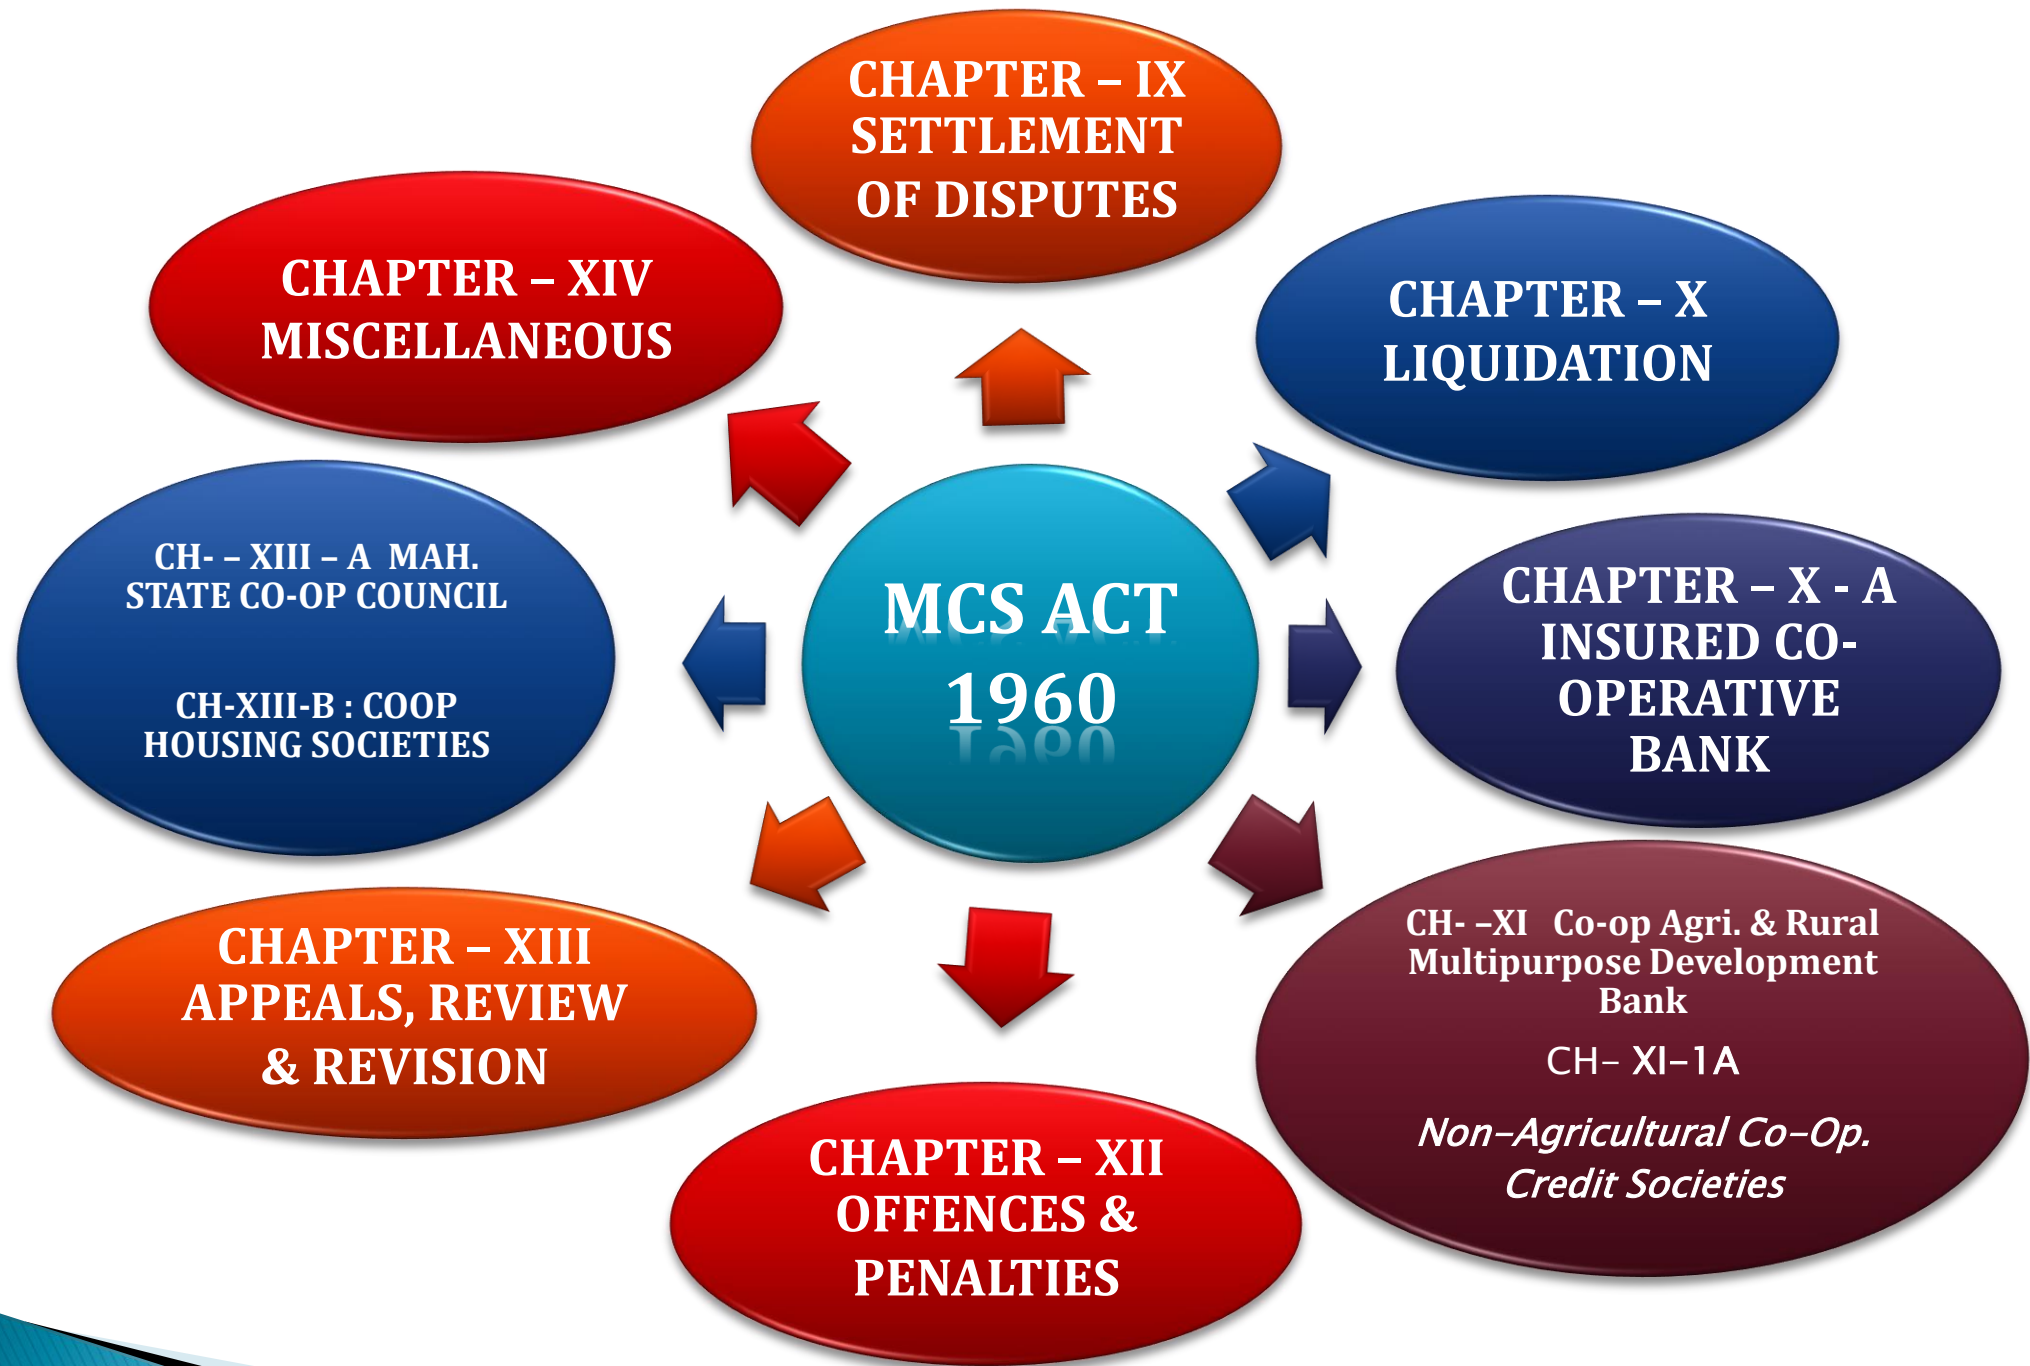 CHAPTER – IX
SETTLEMENT
OF DISPUTES
CHAPTER – X
LIQUIDATION
CHAPTER – X - A
INSURED CO-
OPERATIVE
BANK
CH- –XI Co-op Agri. & Rural
Multipurpose Development
Bank
CH– XI–1A
Non–Agricultural Co–Op.
Credit Societies
CHAPTER – XII
OFFENCES &
PENALTIES
CHAPTER – XIII
APPEALS, REVIEW
& REVISION
CH- – XIII – A MAH.
STATE CO-OP COUNCIL
CH-XIII-B : COOP
HOUSING SOCIETIES
CHAPTER – XIV
MISCELLANEOUS
MCS ACT
1960